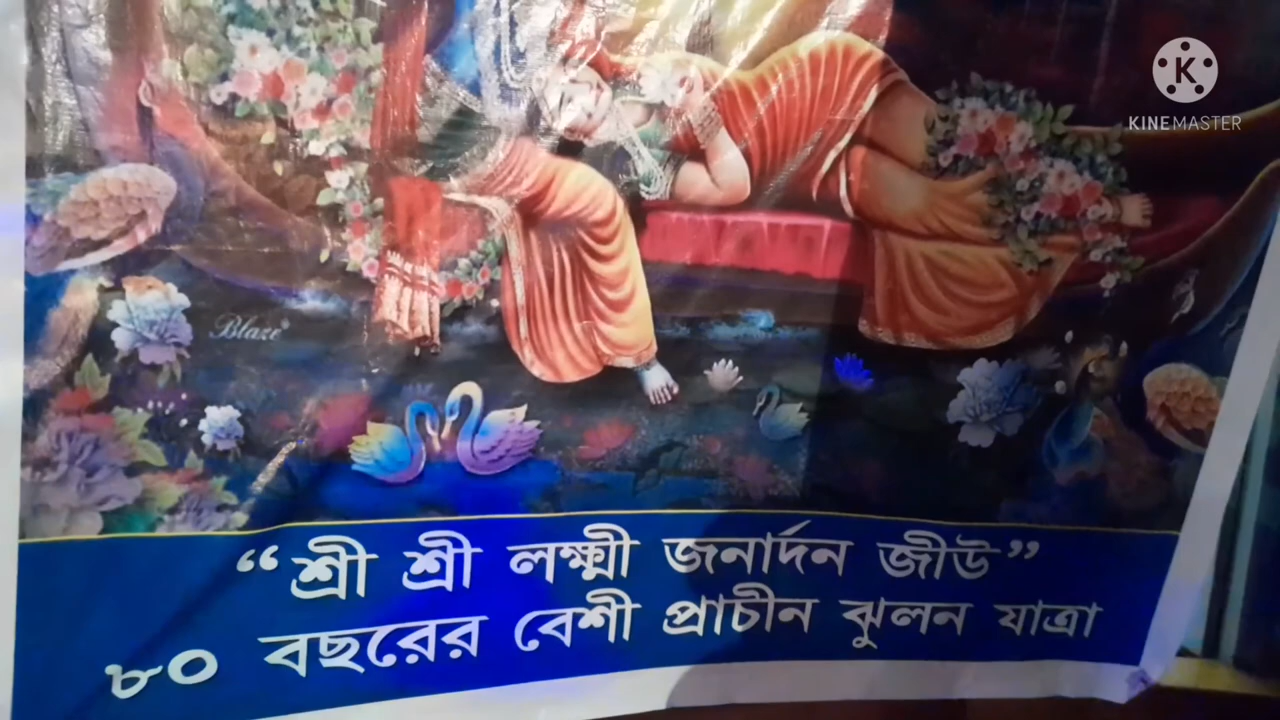 K
KINEMASTER
Blaze
“শ্রী শ্রী লক্ষ্মী জনার্দন জীউ”
৮০ বছরের বেশী প্রাচীন ঝুলন যাত্রা